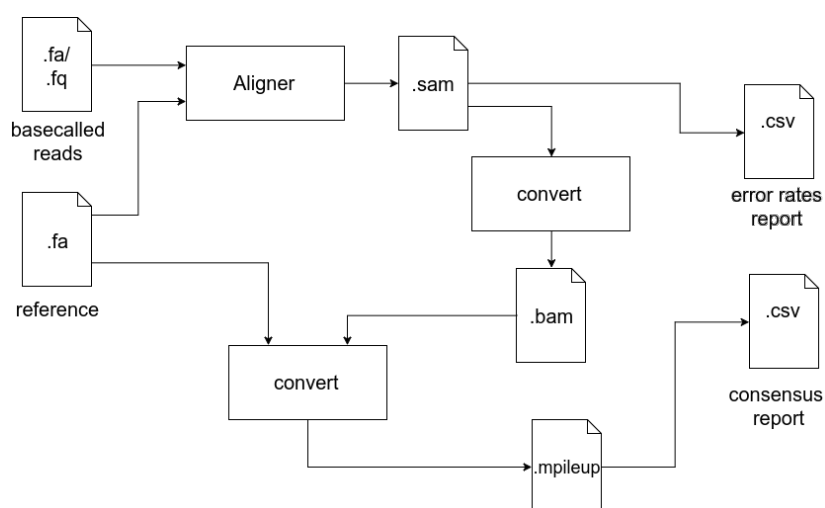 .fa/
.fq
basecalled
reads
Aligner
.sam
.csv
error rates
report
convert
.fa
reference
.bam
.csv
consensus
report
convert
.mpileup